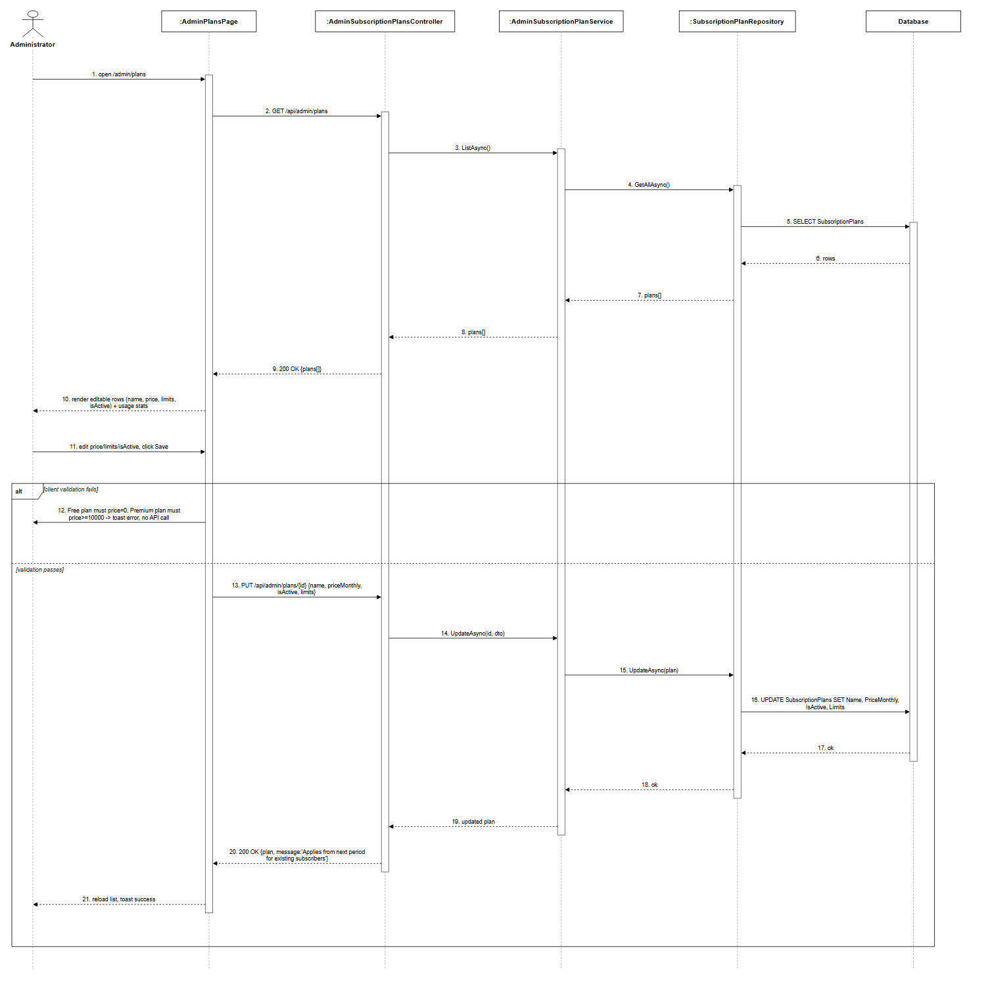 :AdminPlansPage
:AdminSubscriptionPlansController
:AdminSubscriptionPlanService
:SubscriptionPlanRepository
Database
Administrator
1. open /admin/plans
2. GET /api/admin/plans
3. ListAsync()
4. GetAllAsync()
5. SELECT SubscriptionPlans
6. rows
7. plans[]
8. plans[]
9. 200 OK {plans[]}
10. render editable rows (name, price, limits,
isActive) + usage stats
11. edit price/limits/isActive, click Save
alt
[client validation fails]
12. Free plan must price=0, Premium plan must
price>=10000 -> toast error, no API call
[validation passes]
13. PUT /api/admin/plans/{id} {name, priceMonthly,
isActive, limits}
14. UpdateAsync(id, dto)
15. UpdateAsync(plan)
16. UPDATE SubscriptionPlans SET Name, PriceMonthly,
IsActive, Limits
17. ok
18. ok
19. updated plan
20. 200 OK {plan, message:'Applies from next period
for existing subscribers'}
21. reload list, toast success